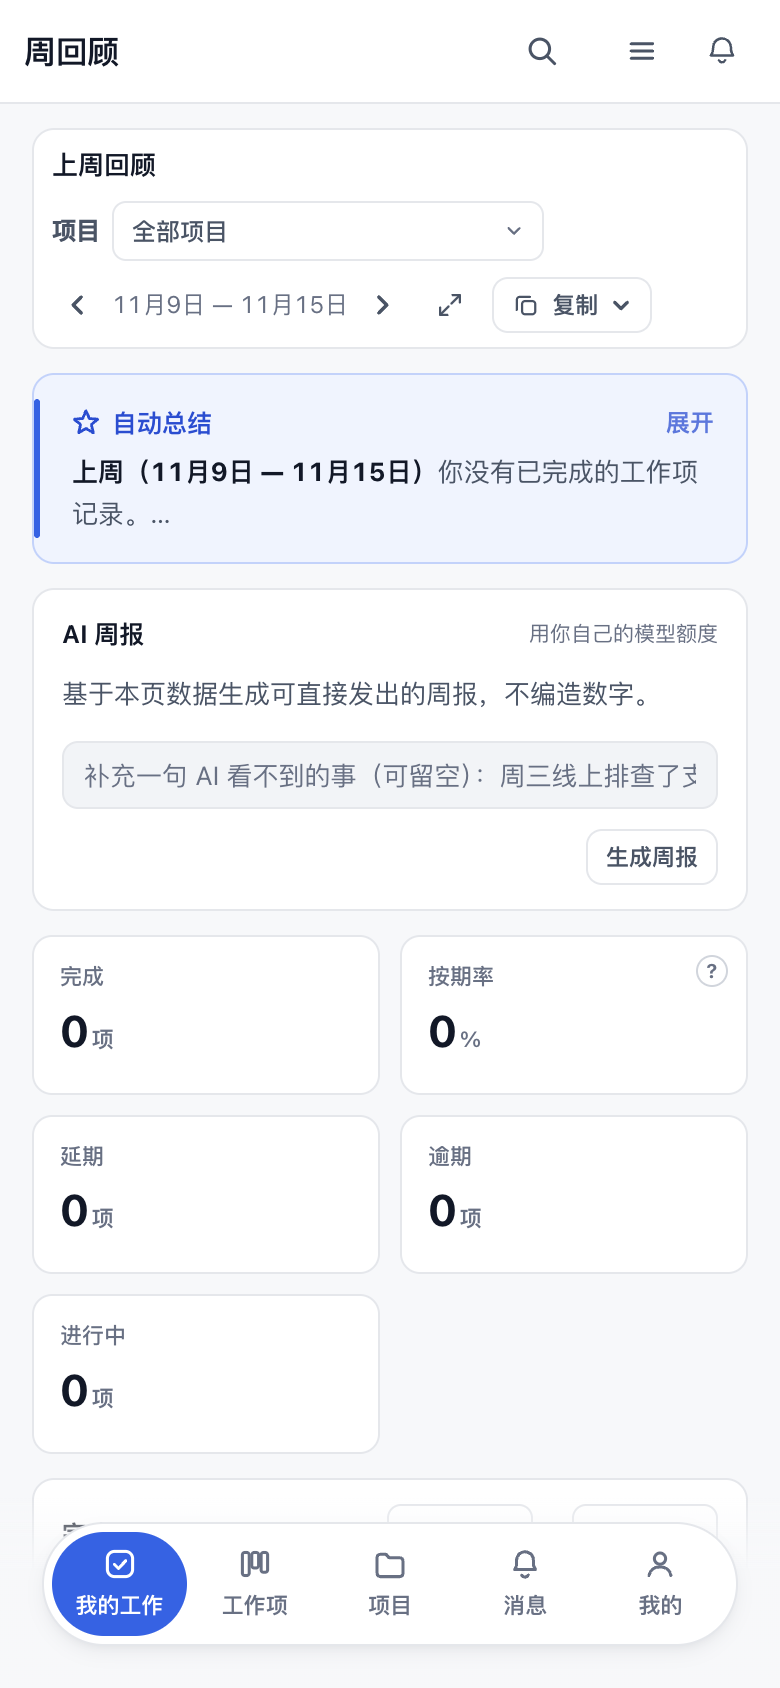 周回顾
上周回顾
项目 全部项目
11月9日 — 11月15日 复制
自动总结 展开
上周（11月9日 — 11月15日）你没有已完成的工作项
记录。...
AI 周报 用你自己的模型额度
基于本页数据生成可直接发出的周报，不编造数字。
补充一句 AI 看不到的事（可留空）：周三线上排查了
生成周报
完成
0 项
按期率 ?
0 %
延期
0 项
逾期
0 项
进行中
0 项
我的工作 工作项 项目 消息 我的